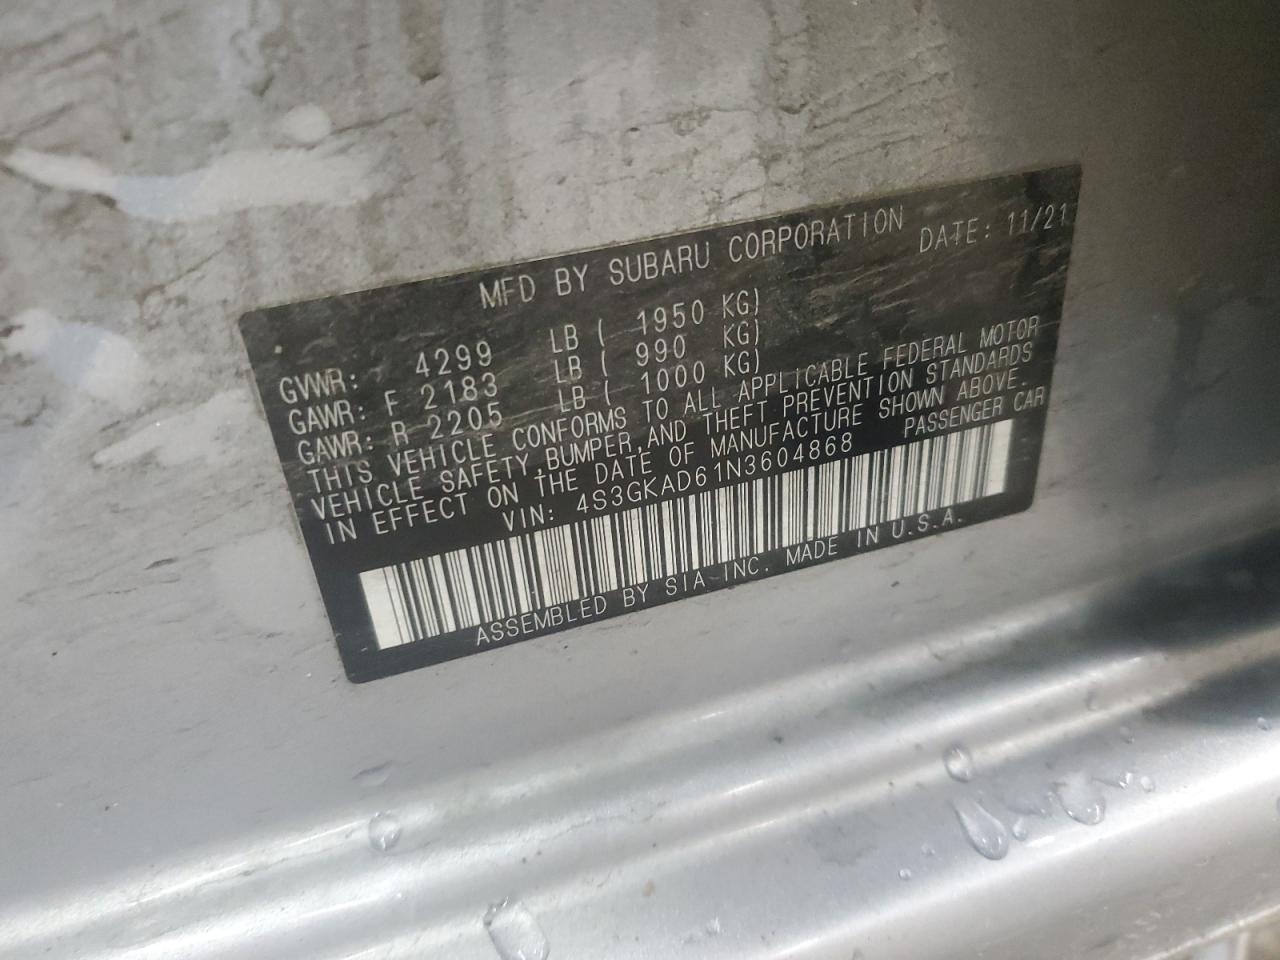 MFD BY SUBARU CORPORATION DATE: 11/21
GVWR: 4299 LB ( 1950 KG)
GAWR: F 2183 LB ( 990 KG)
GAWR: R 2205 LB ( 1000 KG)
THIS VEHICLE CONFORMS TO ALL APPLICABLE FEDERAL MOTOR
VEHICLE SAFETY,BUMPER,AND THEFT PREVENTION STANDARDS
IN EFFECT ON THE DATE OF MANUFACTURE SHOWN ABOVE.
VIN: 4S3GKAD61N3604868 PASSENGER CAR
ASSEMBLED BY SIA INC. MADE IN U.S.A.